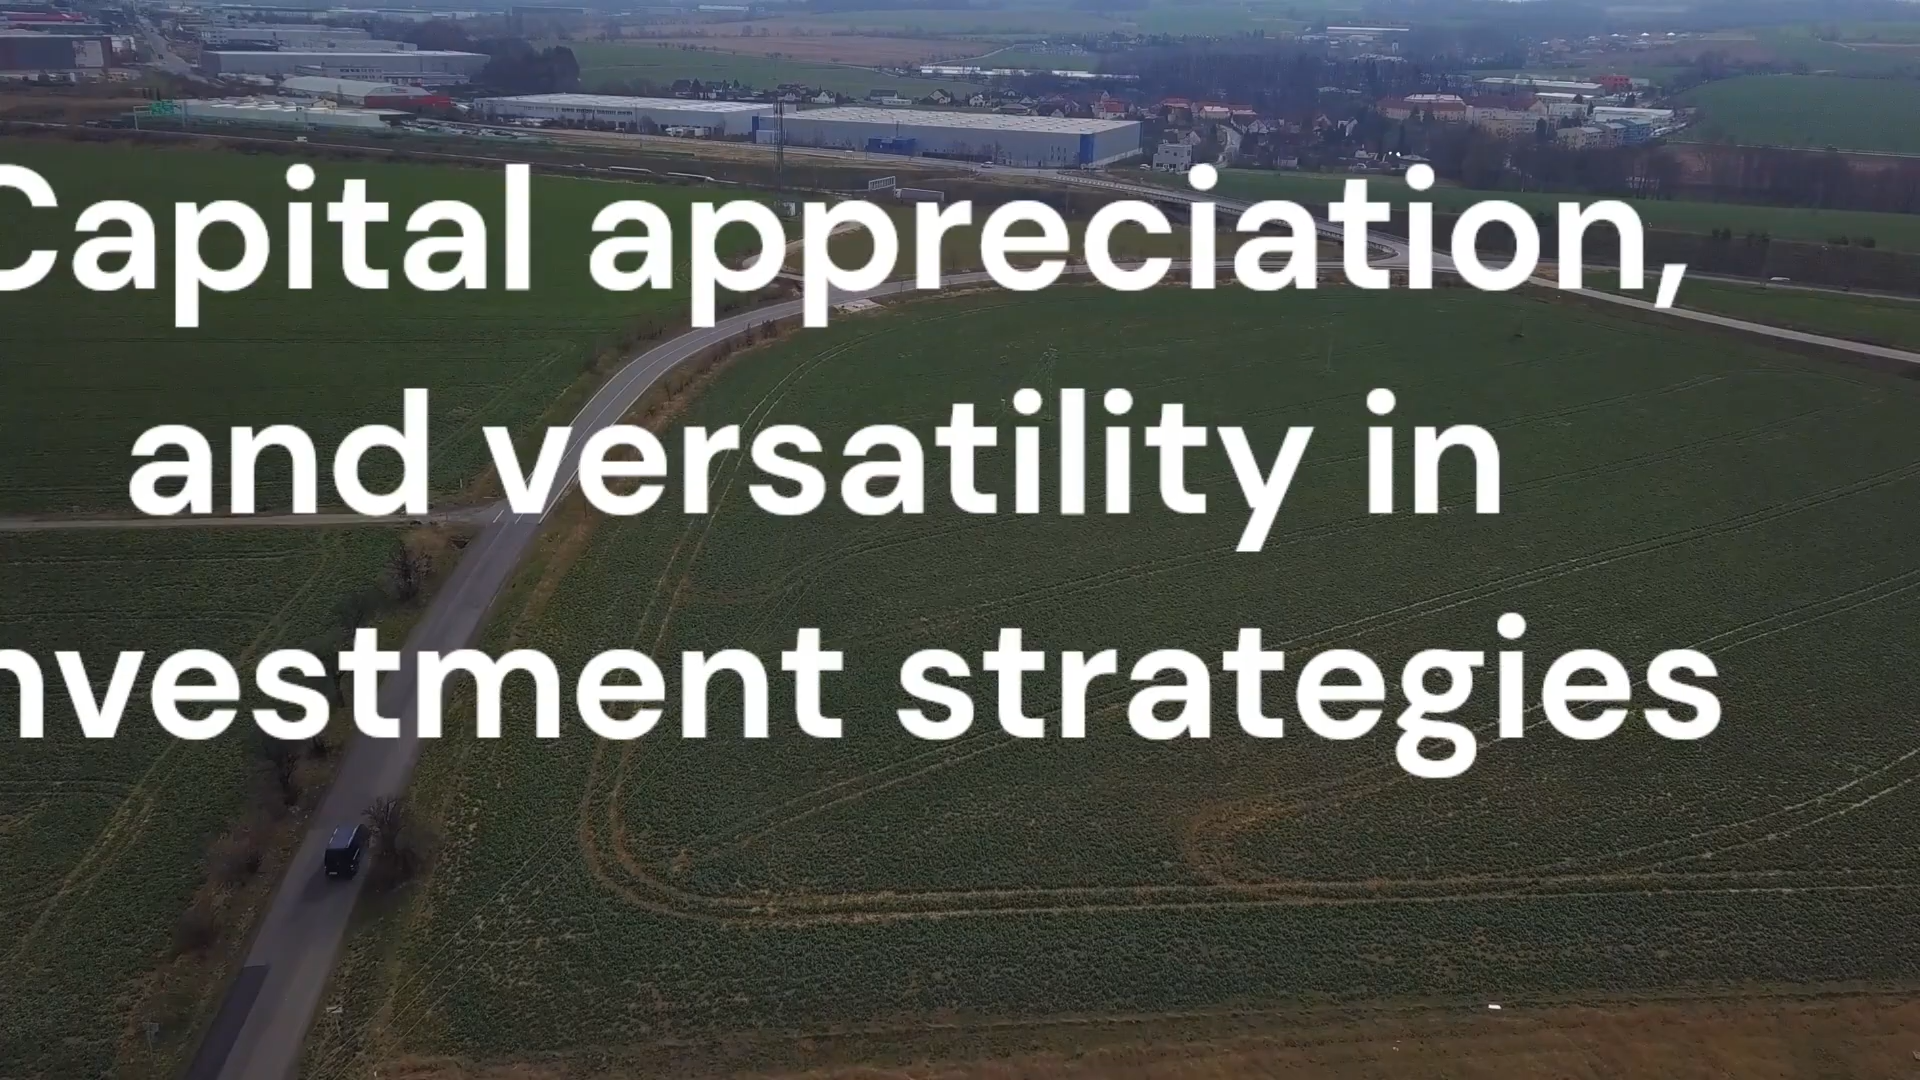 Capital appreciation,
and versatility in
nvestment strategies